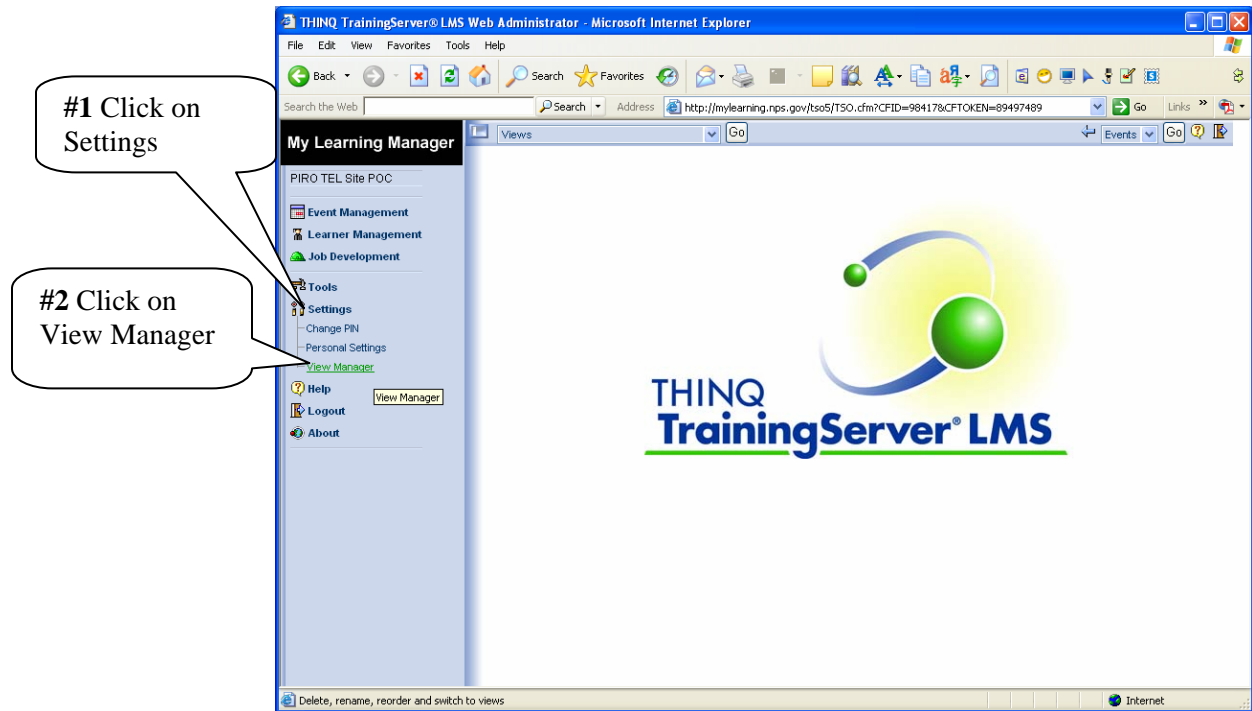 THINQ TrainingServer® LMS Web Administrator - Microsoft Internet Explorer
File Edit View Favorites Tools Help
Back Search Favorites
Search the Web Search Address http://mylearning.nps.gov/tso5/TSO.cfm?CFID=98417&CFTOKEN=89497489 Go Links »
#1 Click on
Settings
My Learning Manager
Views Go Events Go
PIRO TEL Site POC
Event Management
Learner Management
Job Development
Tools
Settings
Change PIN
Personal Settings
View Manager
#2 Click on
View Manager
Help
View Manager
Logout
About
THINQ
TrainingServer® LMS
Delete, rename, reorder and switch to views Internet